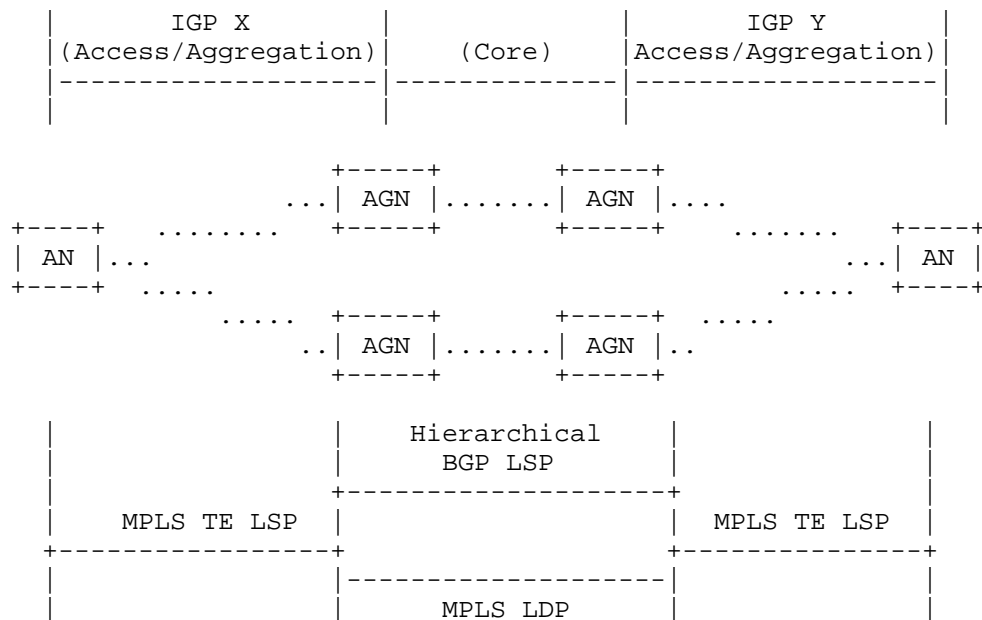 IGP X IGP Y
(Access/Aggregation) (Core) Access/Aggregation)
AGN AGN
AN AN
AGN AGN
Hierarchical
BGP LSP
MPLS TE LSP MPLS TE LSP
MPLS LDP